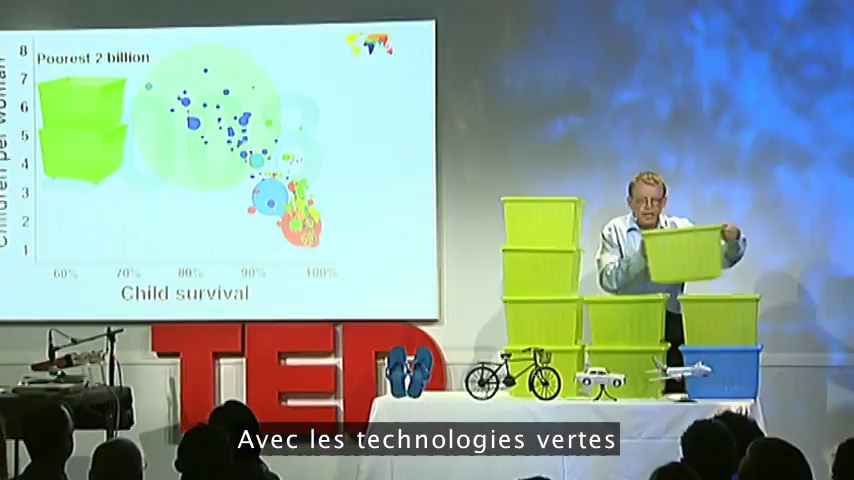 Poorest 2 billion
8
7
6
5
4
3
2
1
Children per woman
60% 70% 80% 90% 100%
Child survival
TED
Avec les technologies vertes